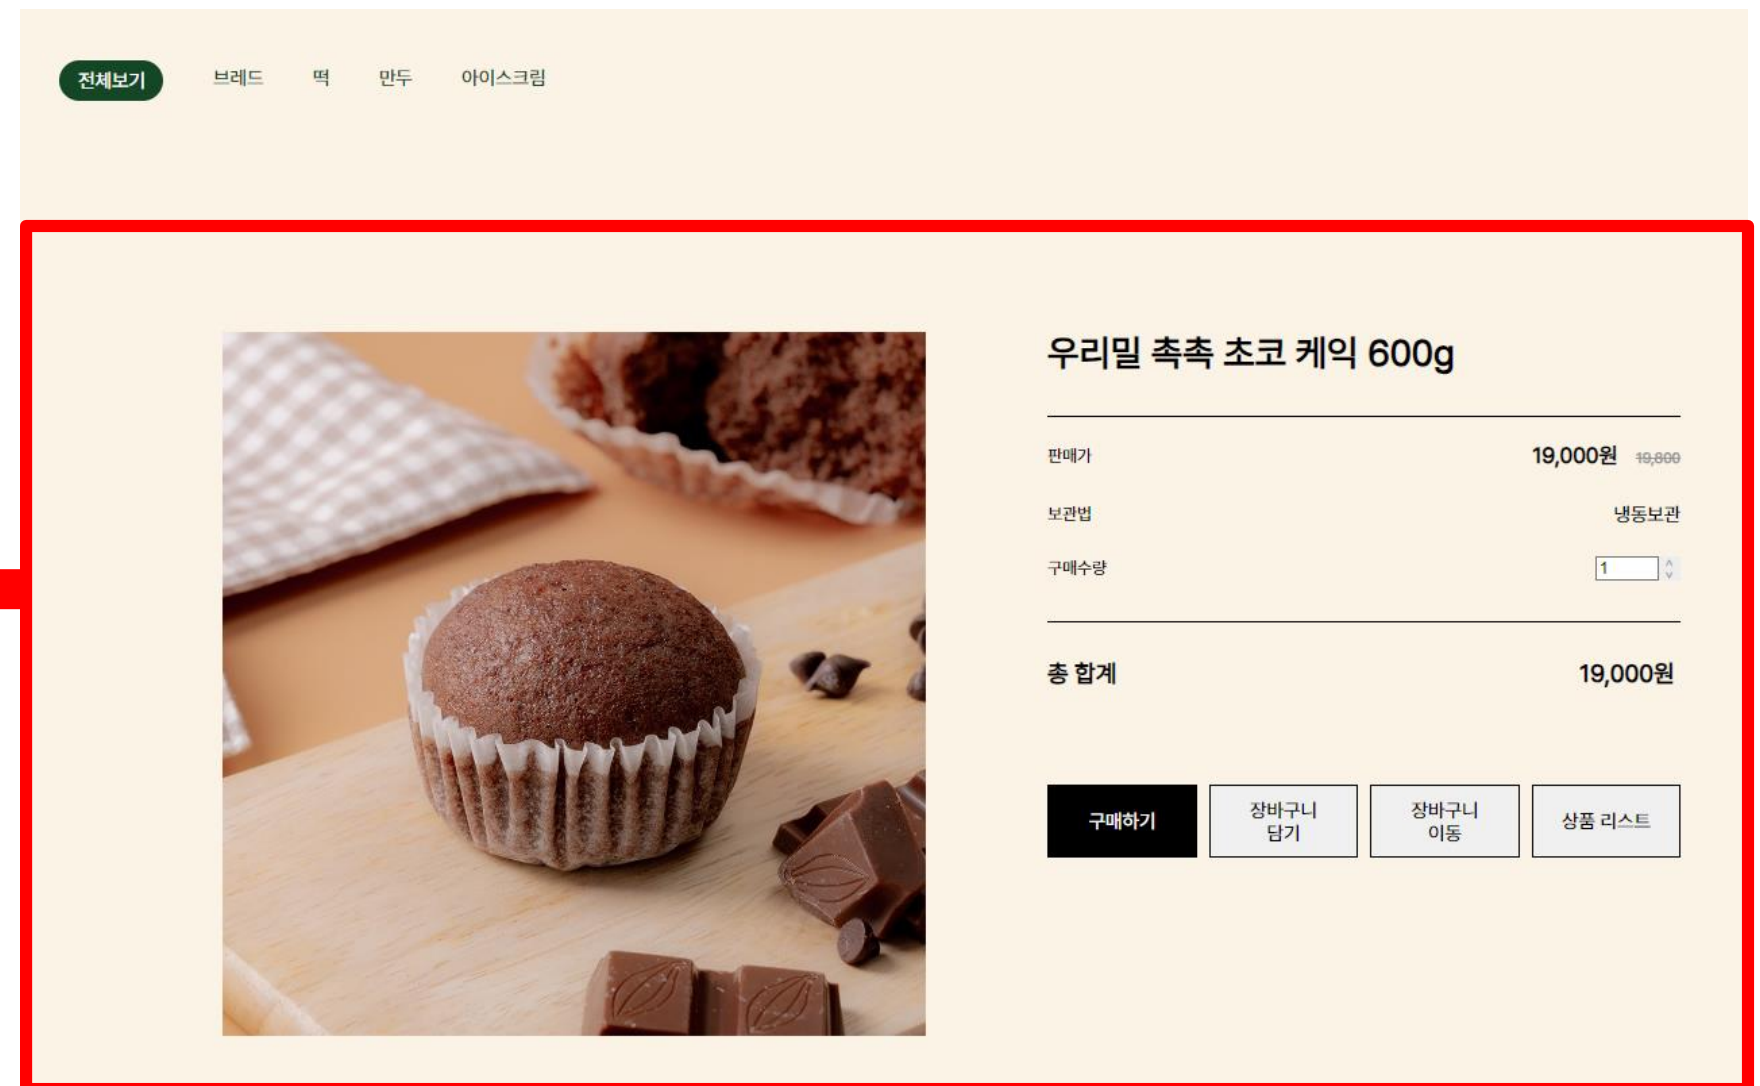 전체보기 브레드 떡 만두 아이스크림
우리밀 촉촉 초코 케익 600g
판매가 19,000원 19,800
보관법 냉동보관
구매수량 1
총 합계 19,000원
구매하기
장바구니
담기
장바구니
이동
상품 리스트